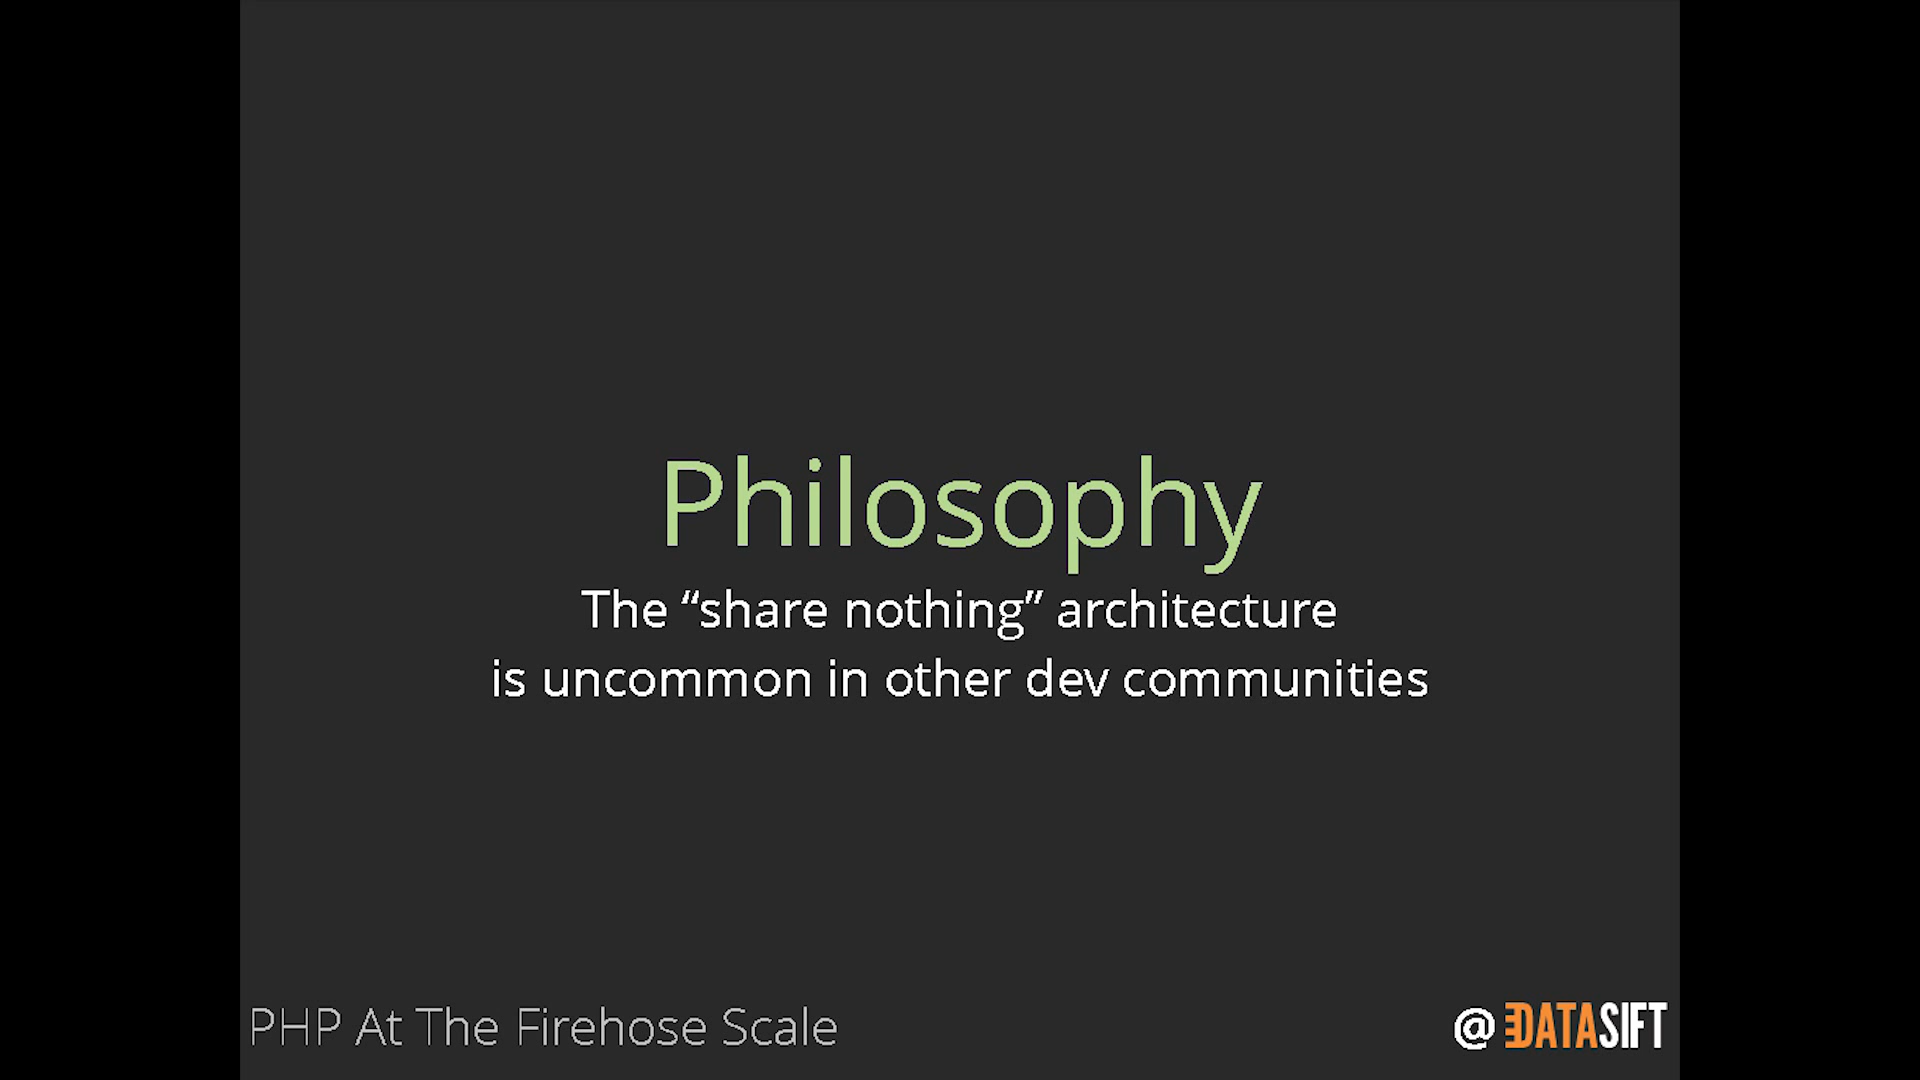 Philosophy
The “share nothing” architecture
is uncommon in other dev communities
PHP At The Firehose Scale
@ DATASIFT